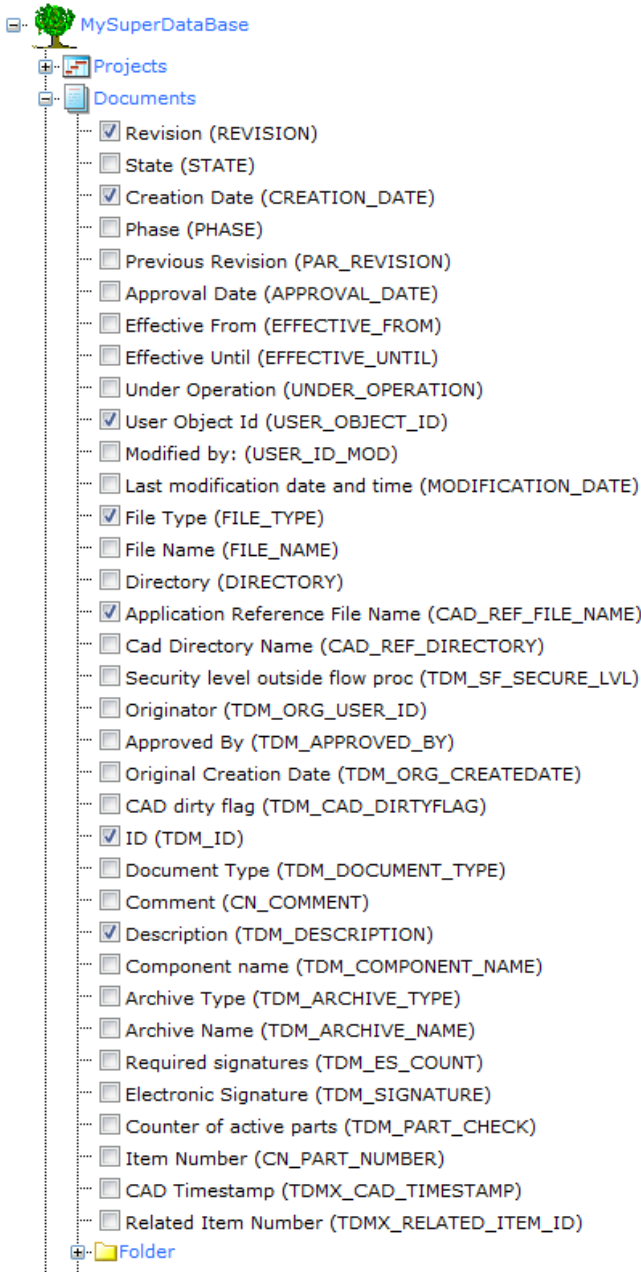 MySuperDataBase
Projects
Documents
Revision (REVISION)
State (STATE)
Creation Date (CREATION_DATE)
Phase (PHASE)
Previous Revision (PAR_REVISION)
Approval Date (APPROVAL_DATE)
Effective From (EFFECTIVE_FROM)
Effective Until (EFFECTIVE_UNTIL)
Under Operation (UNDER_OPERATION)
User Object Id (USER_OBJECT_ID)
Modified by: (USER_ID_MOD)
Last modification date and time (MODIFICATION_DATE)
File Type (FILE_TYPE)
File Name (FILE_NAME)
Directory (DIRECTORY)
Application Reference File Name (CAD_REF_FILE_NAME)
Cad Directory Name (CAD_REF_DIRECTORY)
Security level outside flow proc (TDM_SF_SECURE_LVL)
Originator (TDM_ORG_USER_ID)
Approved By (TDM_APPROVED_BY)
Original Creation Date (TDM_ORG_CREATEDATE)
CAD dirty flag (TDM_CAD_DIRTYFLAG)
ID (TDM_ID)
Document Type (TDM_DOCUMENT_TYPE)
Comment (CN_COMMENT)
Description (TDM_DESCRIPTION)
Component name (TDM_COMPONENT_NAME)
Archive Type (TDM_ARCHIVE_TYPE)
Archive Name (TDM_ARCHIVE_NAME)
Required signatures (TDM_ES_COUNT)
Electronic Signature (TDM_SIGNATURE)
Counter of active parts (TDM_PART_CHECK)
Item Number (CN_PART_NUMBER)
CAD Timestamp (TDMX_CAD_TIMESTAMP)
Related Item Number (TDMX_RELATED_ITEM_ID)
Folder